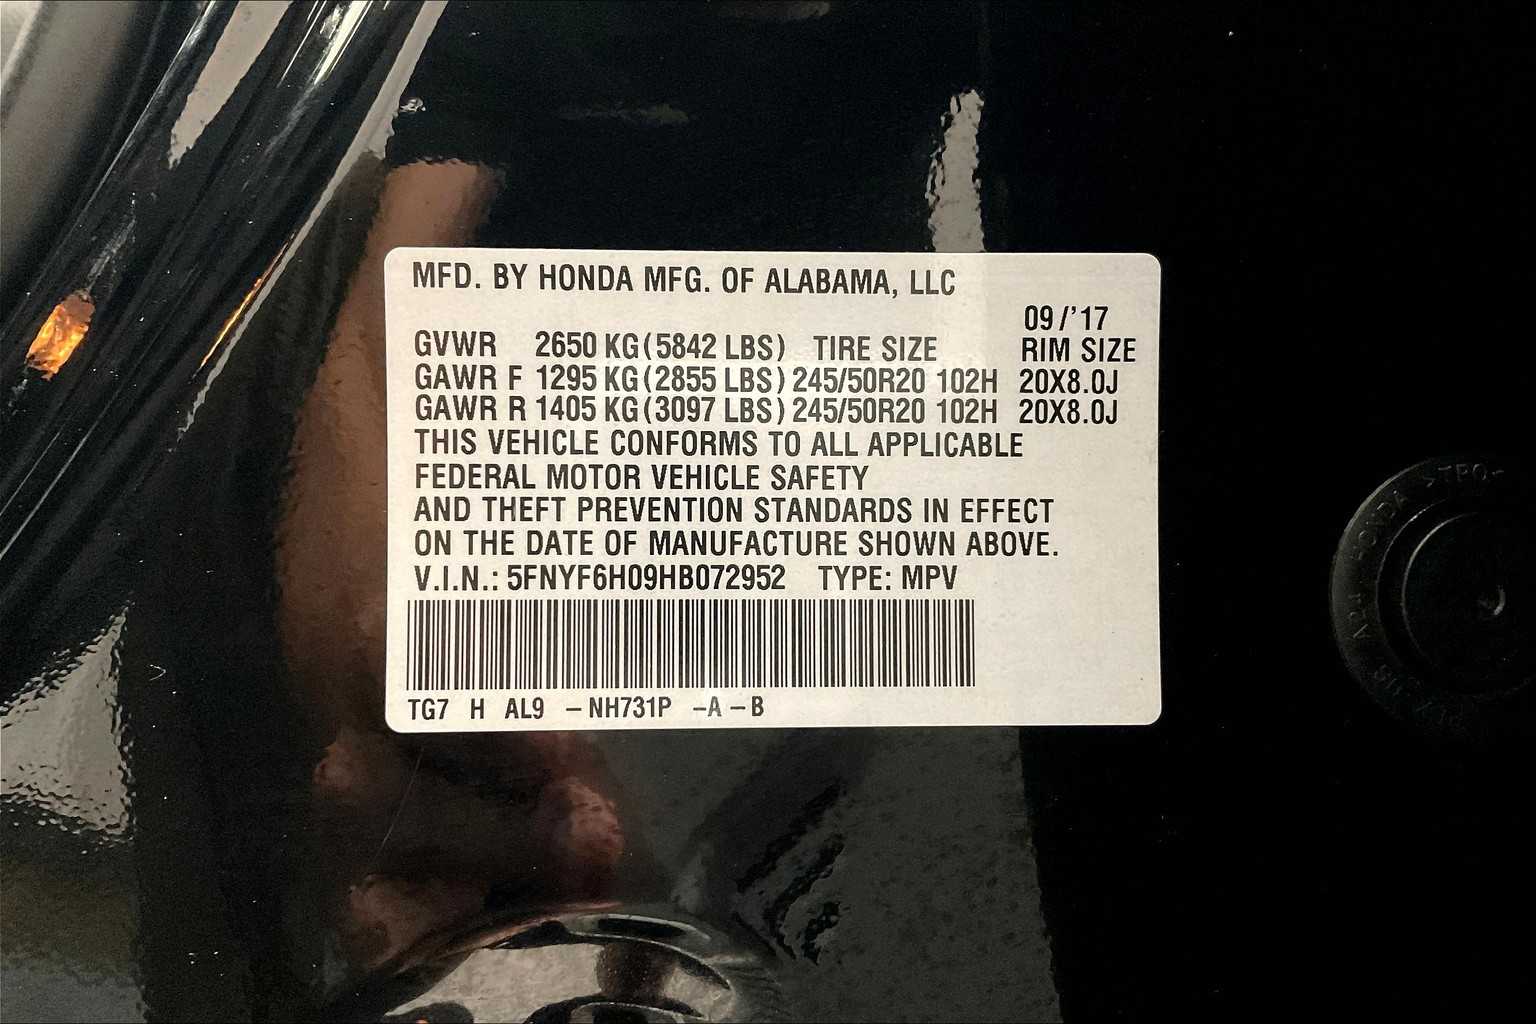 MFD. BY HONDA MFG. OF ALABAMA, LLC
09/'17
GVWR 2650 KG(5842 LBS) TIRE SIZE RIM SIZE
GAWR F 1295 KG(2855 LBS) 245/50R20 102H 20X8.0J
GAWR R 1405 KG(3097 LBS) 245/50R20 102H 20X8.0J
THIS VEHICLE CONFORMS TO ALL APPLICABLE
FEDERAL MOTOR VEHICLE SAFETY
AND THEFT PREVENTION STANDARDS IN EFFECT
ON THE DATE OF MANUFACTURE SHOWN ABOVE.
V.I.N.: 5FNYF6H09HB072952 TYPE: MPV
TG7 H AL9 –NH731P –A –B
HONDA >TPO